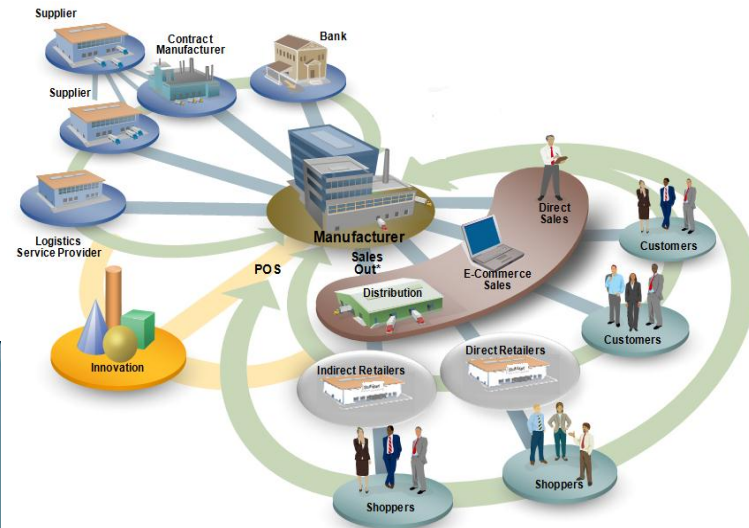 Supplier
Contract
Manufacturer
Bank
Supplier
Direct
Sales
Manufacturer
Customers
Logistics
Service Provider
Sales
Out*
POS
E-Commerce
Sales
Distribution
Customers
Innovation
Indirect Retailers
Direct Retailers
Shoppers
Shoppers